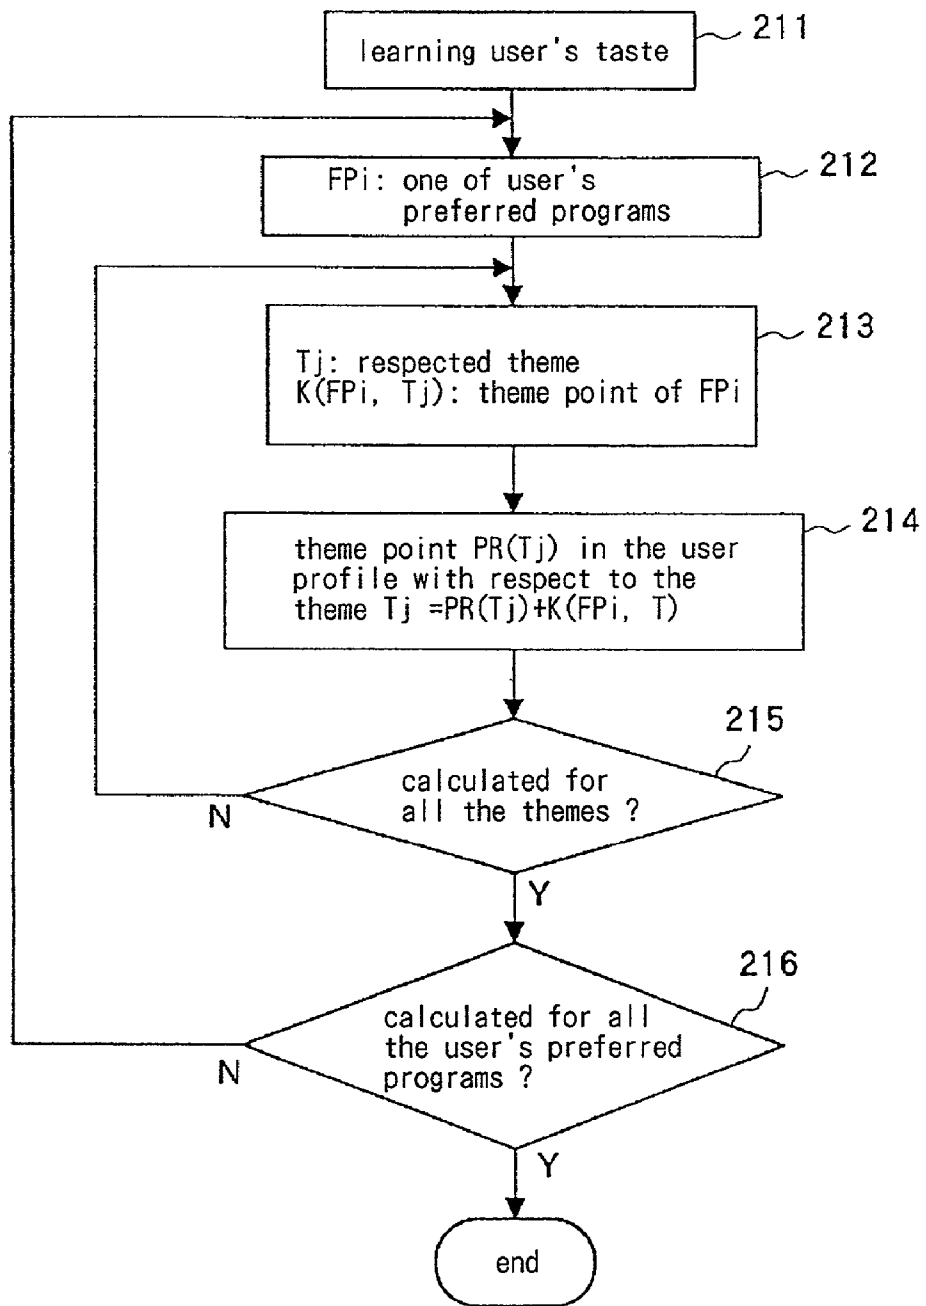 learning user's taste
211
FPi: one of user's
preferred programs
212
Tj: respected theme
K(FPi, Tj): theme point of FPi
213
theme point PR(Tj) in the user
profile with respect to the
theme Tj =PR(Tj)+K(FPi, T)
214
calculated for
all the themes ?
215
N
Y
calculated for all
the user's preferred
programs ?
216
N
Y
end